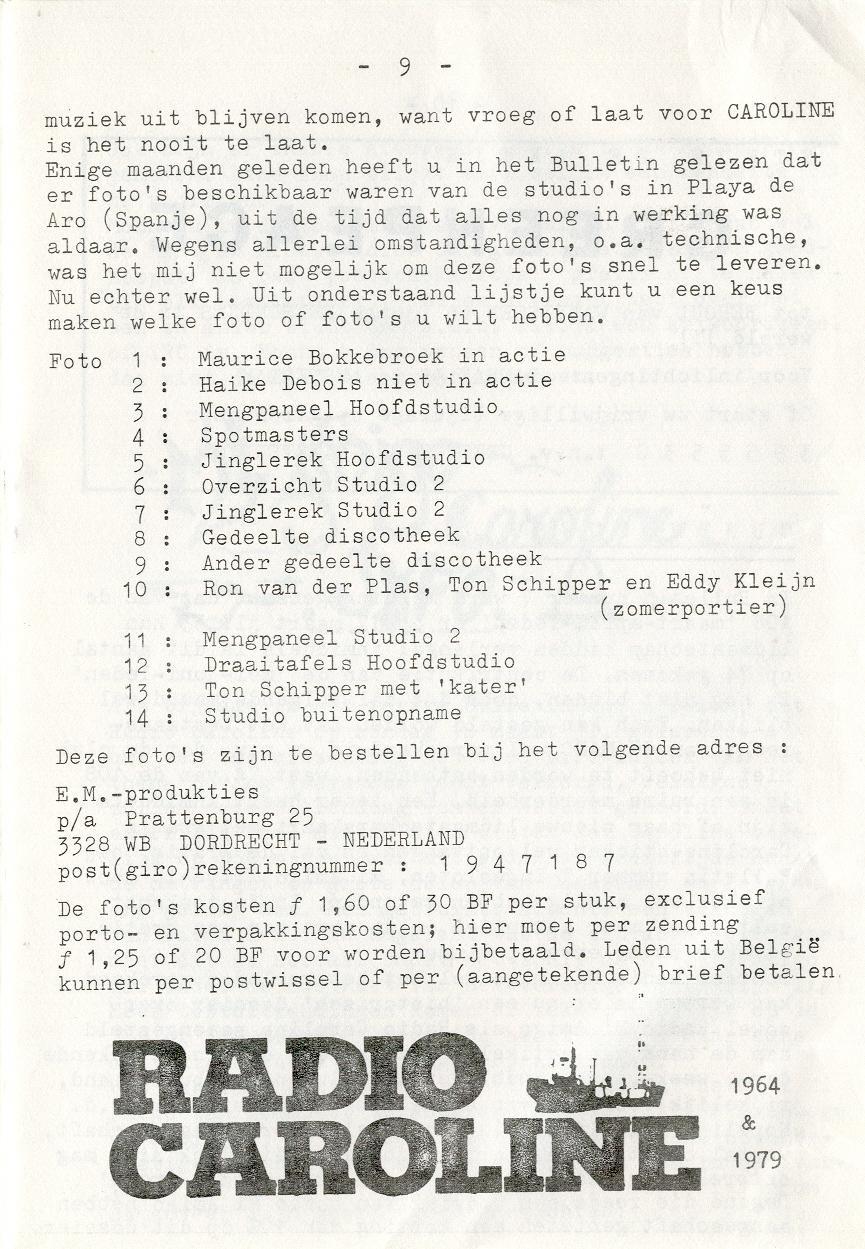 - 9 -
muziek uit blijven komen, want vroeg of laat voor CAROLINE
is het nooit te laat.
Enige maanden geleden heeft u in het Bulletin gelezen dat
er foto's beschikbaar waren van de studio's in Playa de
Aro (Spanje), uit de tijd dat alles nog in werking was
aldaar. Wegens allerlei omstandigheden, o.a. technische,
was het mij niet mogelijk om deze foto's snel te leveren.
Nu echter wel. Uit onderstaand lijstje kunt u een keus
maken welke foto of foto's u wilt hebben.
Foto 1 : Maurice Bokkebroek in actie
2 : Haike Debois niet in actie
3 : Mengpaneel Hoofdstudio
4 : Spotmasters
5 : Jinglerek Hoofdstudio
6 : Overzicht Studio 2
7 : Jinglerek Studio 2
8 : Gedeelte discotheek
9 : Ander gedeelte discotheek
10 : Ron van der Plas, Ton Schipper en Eddy Kleijn
(zomerportier)
11 : Mengpaneel Studio 2
12 : Draaitafels Hoofdstudio
13 : Ton Schipper met 'kater'
14 : Studio buitenopname
Deze foto's zijn te bestellen bij het volgende adres :
E.M.-produkties
p/a Prattenburg 25
3328 WB DORDRECHT - NEDERLAND
post(giro)rekeningnummer : 1 9 4 7 1 8 7
De foto's kosten ƒ 1,60 of 30 BF per stuk, exclusief
porto- en verpakkingskosten; hier moet per zending
ƒ 1,25 of 20 BF voor worden bijbetaald. Leden uit België
kunnen per postwissel of per (aangetekende) brief betalen.
RADIO
CAROLINE
1964
&
1979